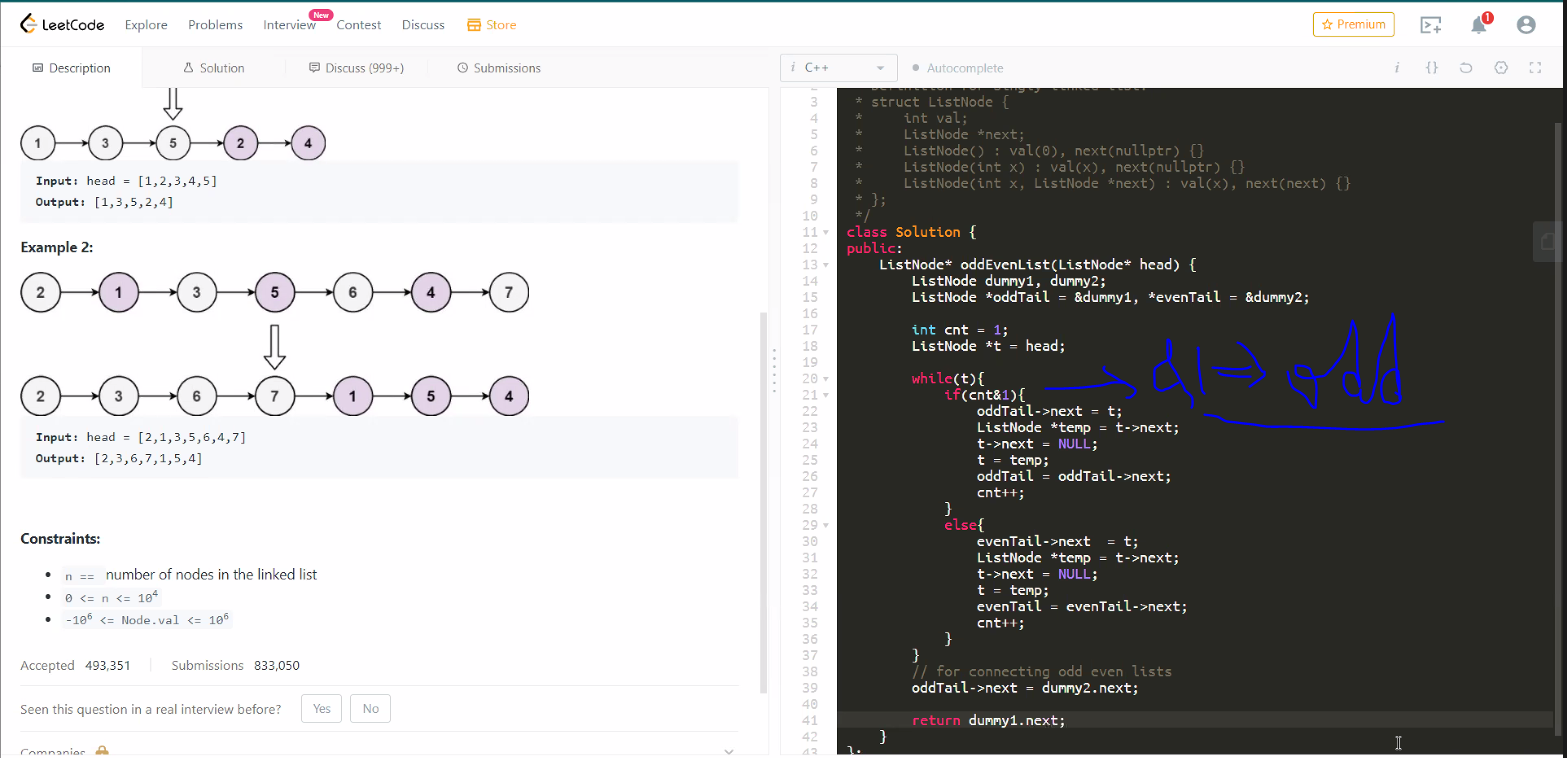 LeetCode Explore Problems Interview New Contest Discuss Store Premium 1
Description Solution Discuss (999+) Submissions
1 3 5 2 4
Input: head = [1,2,3,4,5]
Output: [1,3,5,2,4]
Example 2:
2 1 3 5 6 4 7
2 3 6 7 1 5 4
Input: head = [2,1,3,5,6,4,7]
Output: [2,3,6,7,1,5,4]
Constraints:
n == number of nodes in the linked list
0 <= n <= 10⁴
-10⁶ <= Node.val <= 10⁶
Accepted 493,351 Submissions 833,050
Seen this question in a real interview before? Yes No
Companies
i C++ Autocomplete i {}
2 * Definition for singly-linked list.
3 * struct ListNode {
4 *     int val;
5 *     ListNode *next;
6 *     ListNode() : val(0), next(nullptr) {}
7 *     ListNode(int x) : val(x), next(nullptr) {}
8 *     ListNode(int x, ListNode *next) : val(x), next(next) {}
9 * };
10 */
11 class Solution {
12 public:
13     ListNode* oddEvenList(ListNode* head) {
14         ListNode dummy1, dummy2;
15         ListNode *oddTail = &dummy1, *evenTail = &dummy2;
16
17         int cnt = 1;
18         ListNode *t = head;
19
20         while(t){
21             if(cnt&1){
22                 oddTail->next = t;
23                 ListNode *temp = t->next;
24                 t->next = NULL;
25                 t = temp;
26                 oddTail = oddTail->next;
27                 cnt++;
28             }
29             else{
30                 evenTail->next  = t;
31                 ListNode *temp = t->next;
32                 t->next = NULL;
33                 t = temp;
34                 evenTail = evenTail->next;
35                 cnt++;
36             }
37         }
38         // for connecting odd even lists
39         oddTail->next = dummy2.next;
40
41         return dummy1.next;
42     }
43 };
d1 ⇒ odd